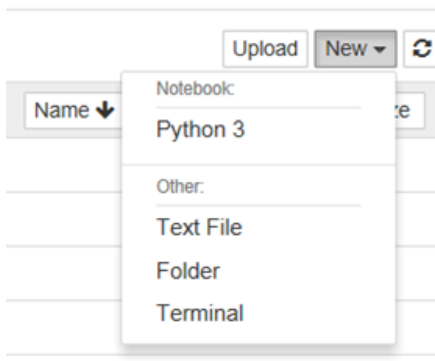 Upload New
Notebook:
Name
Python 3
Other:
Text File
Folder
Terminal